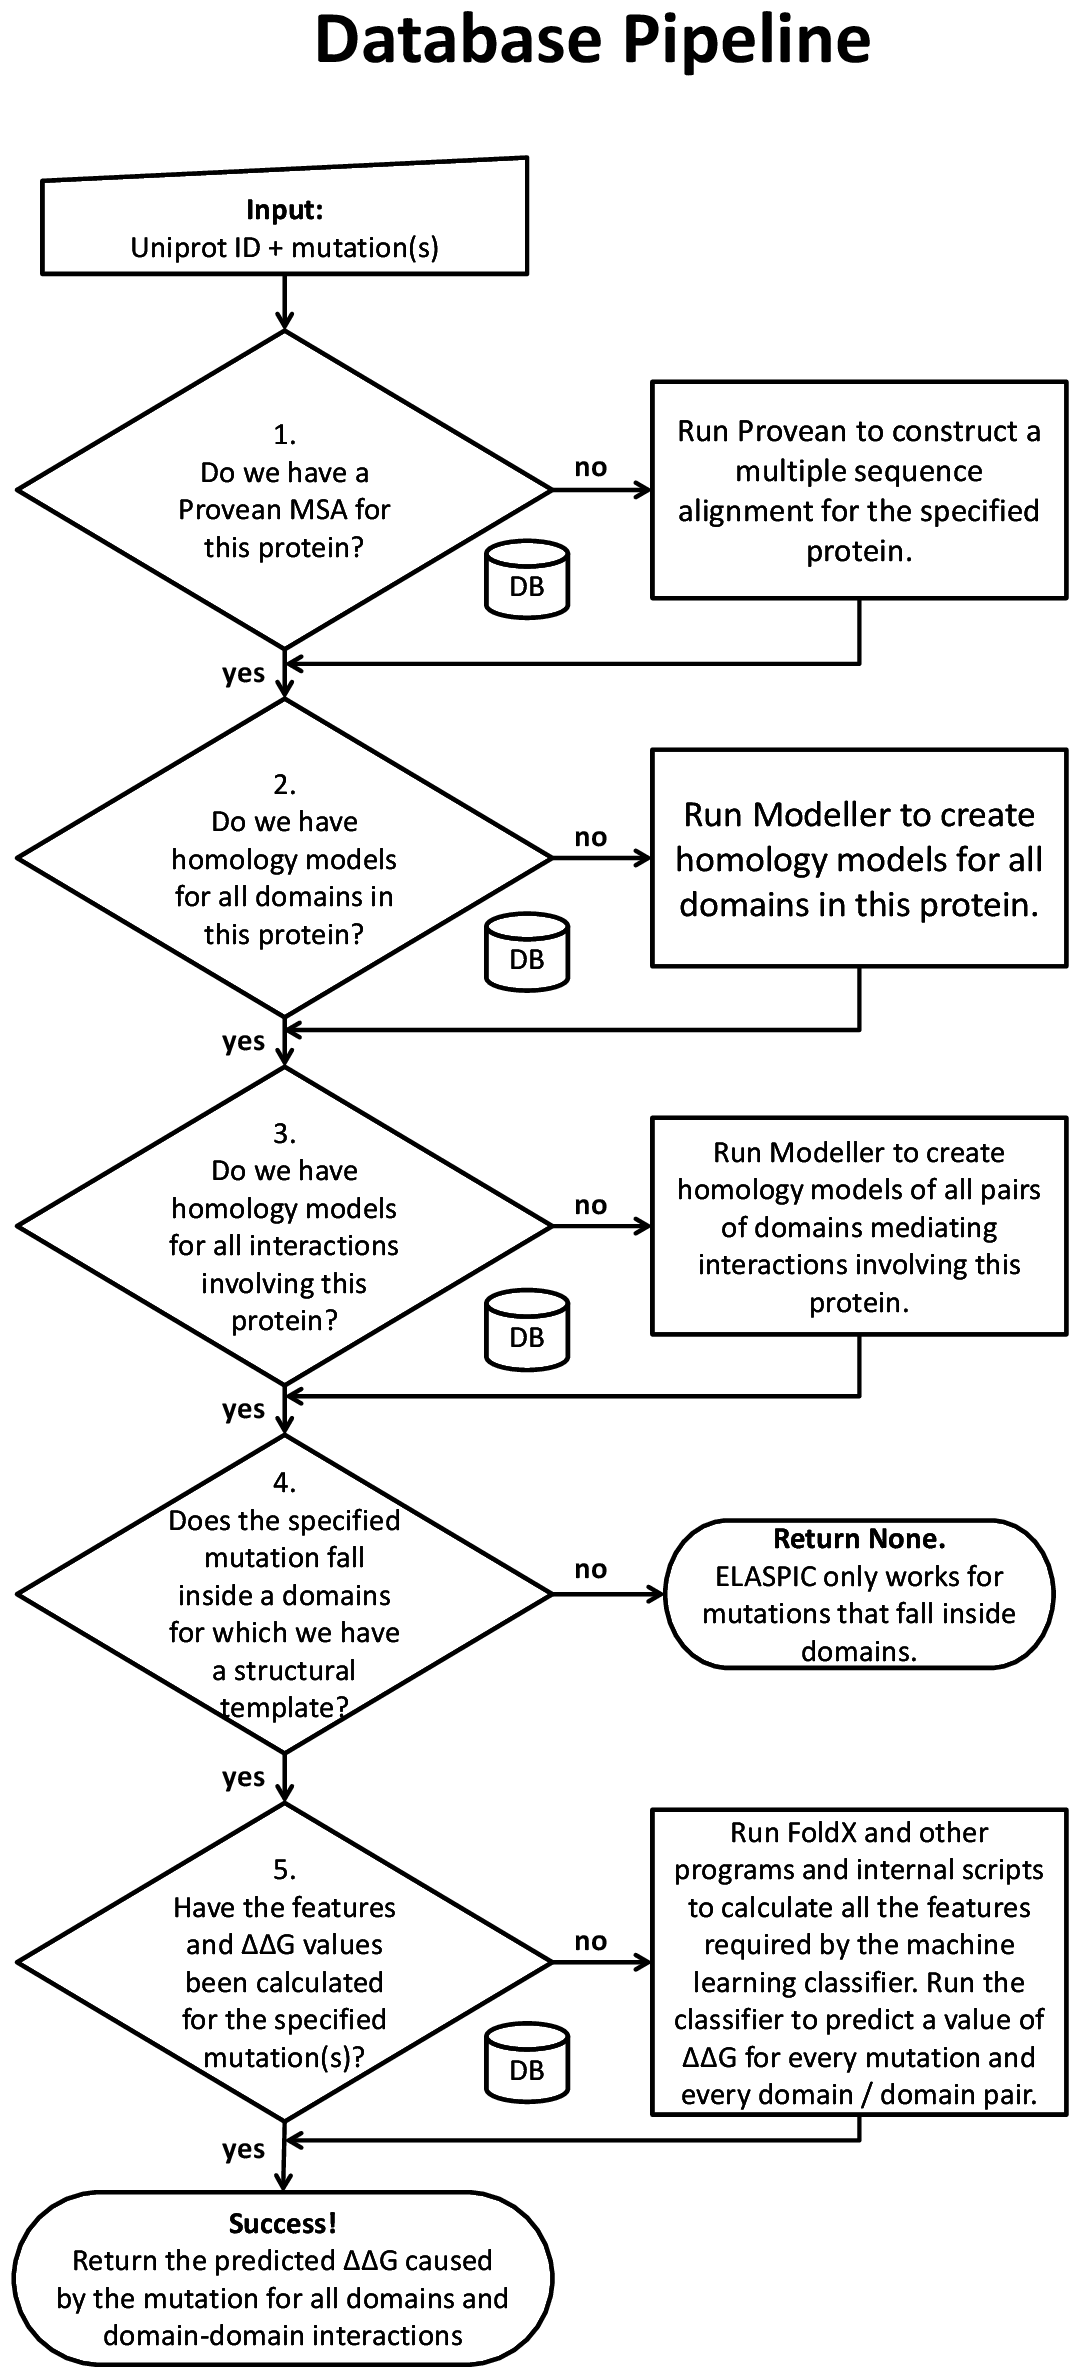 Database Pipeline
Input:
Uniprot ID + mutation(s)
1.
Do we have a
Provean MSA for
this protein?
no
Run Provean to construct a
multiple sequence
alignment for the specified
protein.
DB
yes
2.
Do we have
homology models
for all domains in
this protein?
no
Run Modeller to create
homology models for all
domains in this protein.
DB
yes
3.
Do we have
homology models
for all interactions
involving this
protein?
no
Run Modeller to create
homology models of all pairs
of domains mediating
interactions involving this
protein.
DB
yes
4.
Does the specified
mutation fall
inside a domains
for which we have
a structural
template?
no
Return None.
ELASPIC only works for
mutations that fall inside
domains.
yes
5.
Have the features
and ΔΔG values
been calculated
for the specified
mutation(s)?
no
Run FoldX and other
programs and internal scripts
to calculate all the features
required by the machine
learning classifier. Run the
classifier to predict a value of
ΔΔG for every mutation and
every domain / domain pair.
DB
yes
Success!
Return the predicted ΔΔG caused
by the mutation for all domains and
domain-domain interactions